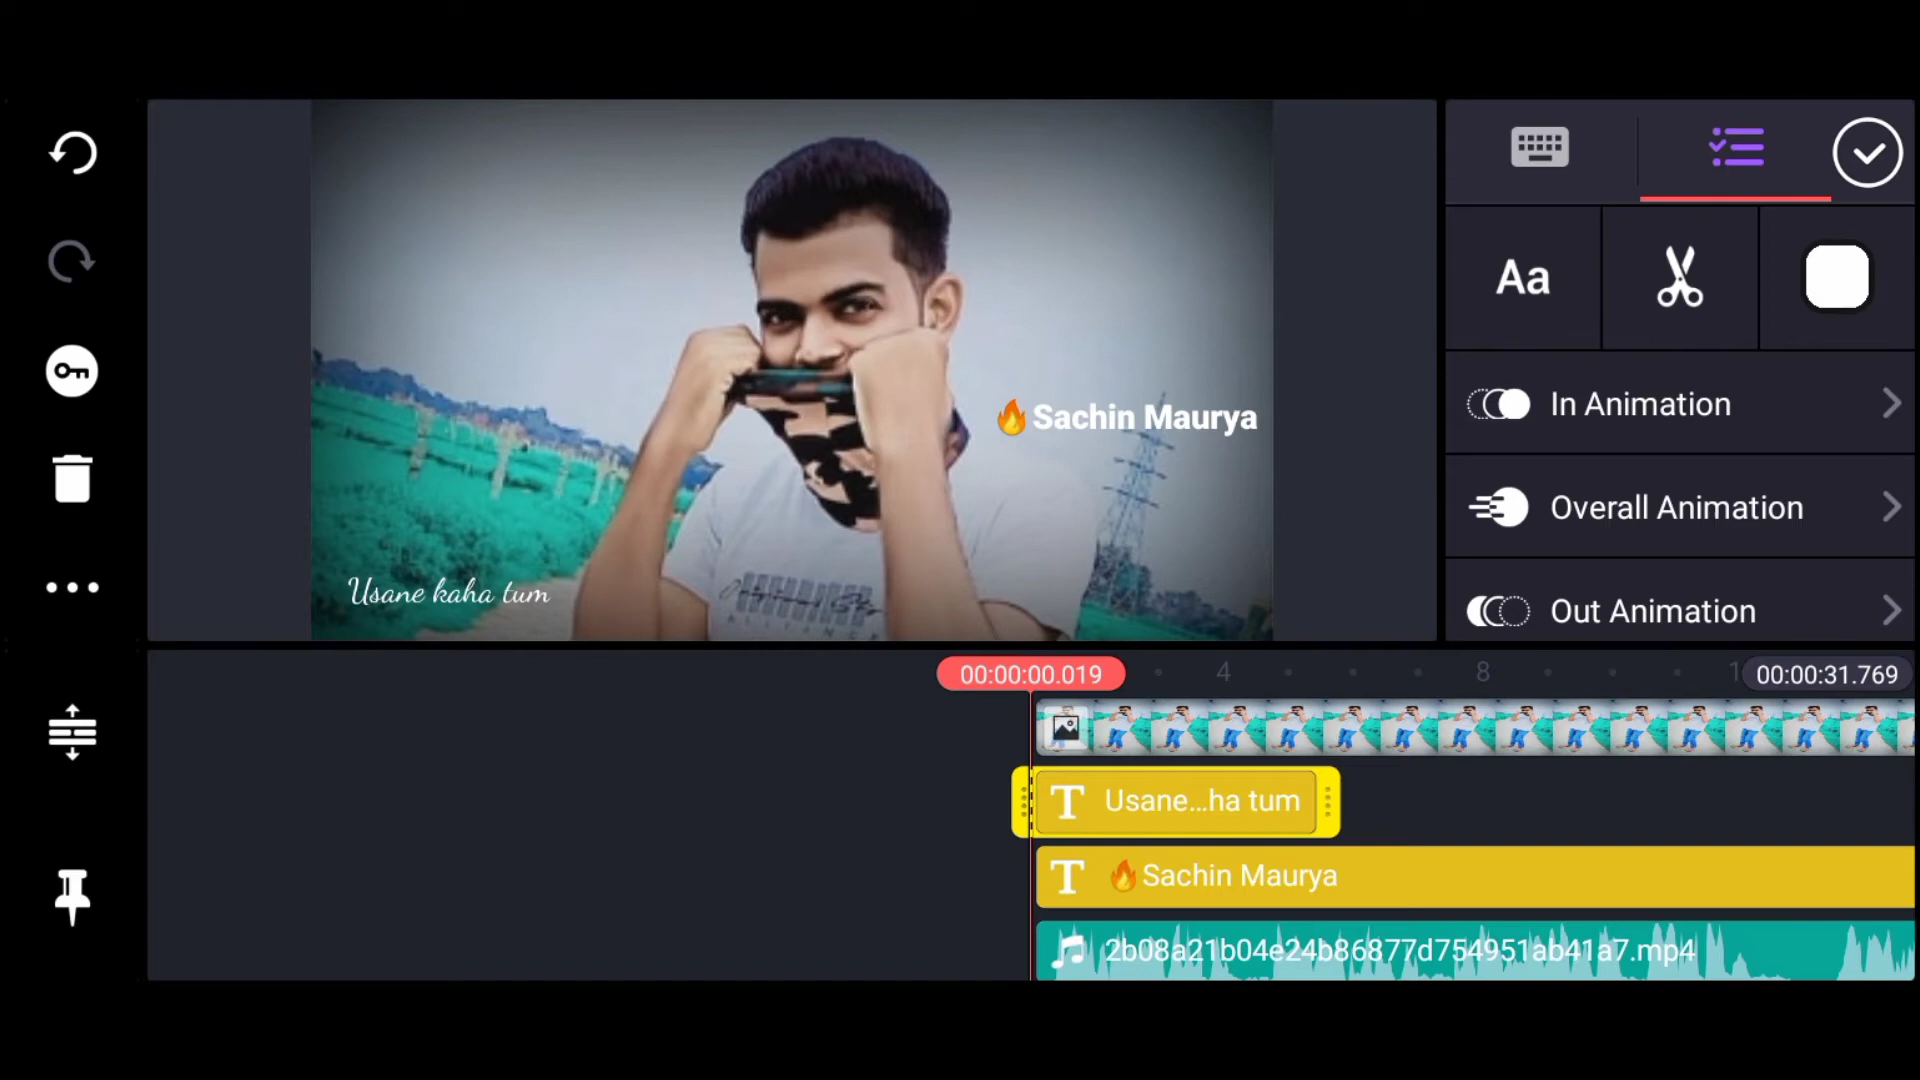 🔥Sachin Maurya
Usane kaha tum
Aa
In Animation
Overall Animation
Out Animation
00:00:00.019
4
8
1
00:00:31.769
T Usane...ha tum
T 🔥Sachin Maurya
2b08a21b04e24b86877d754951ab41a7.mp4